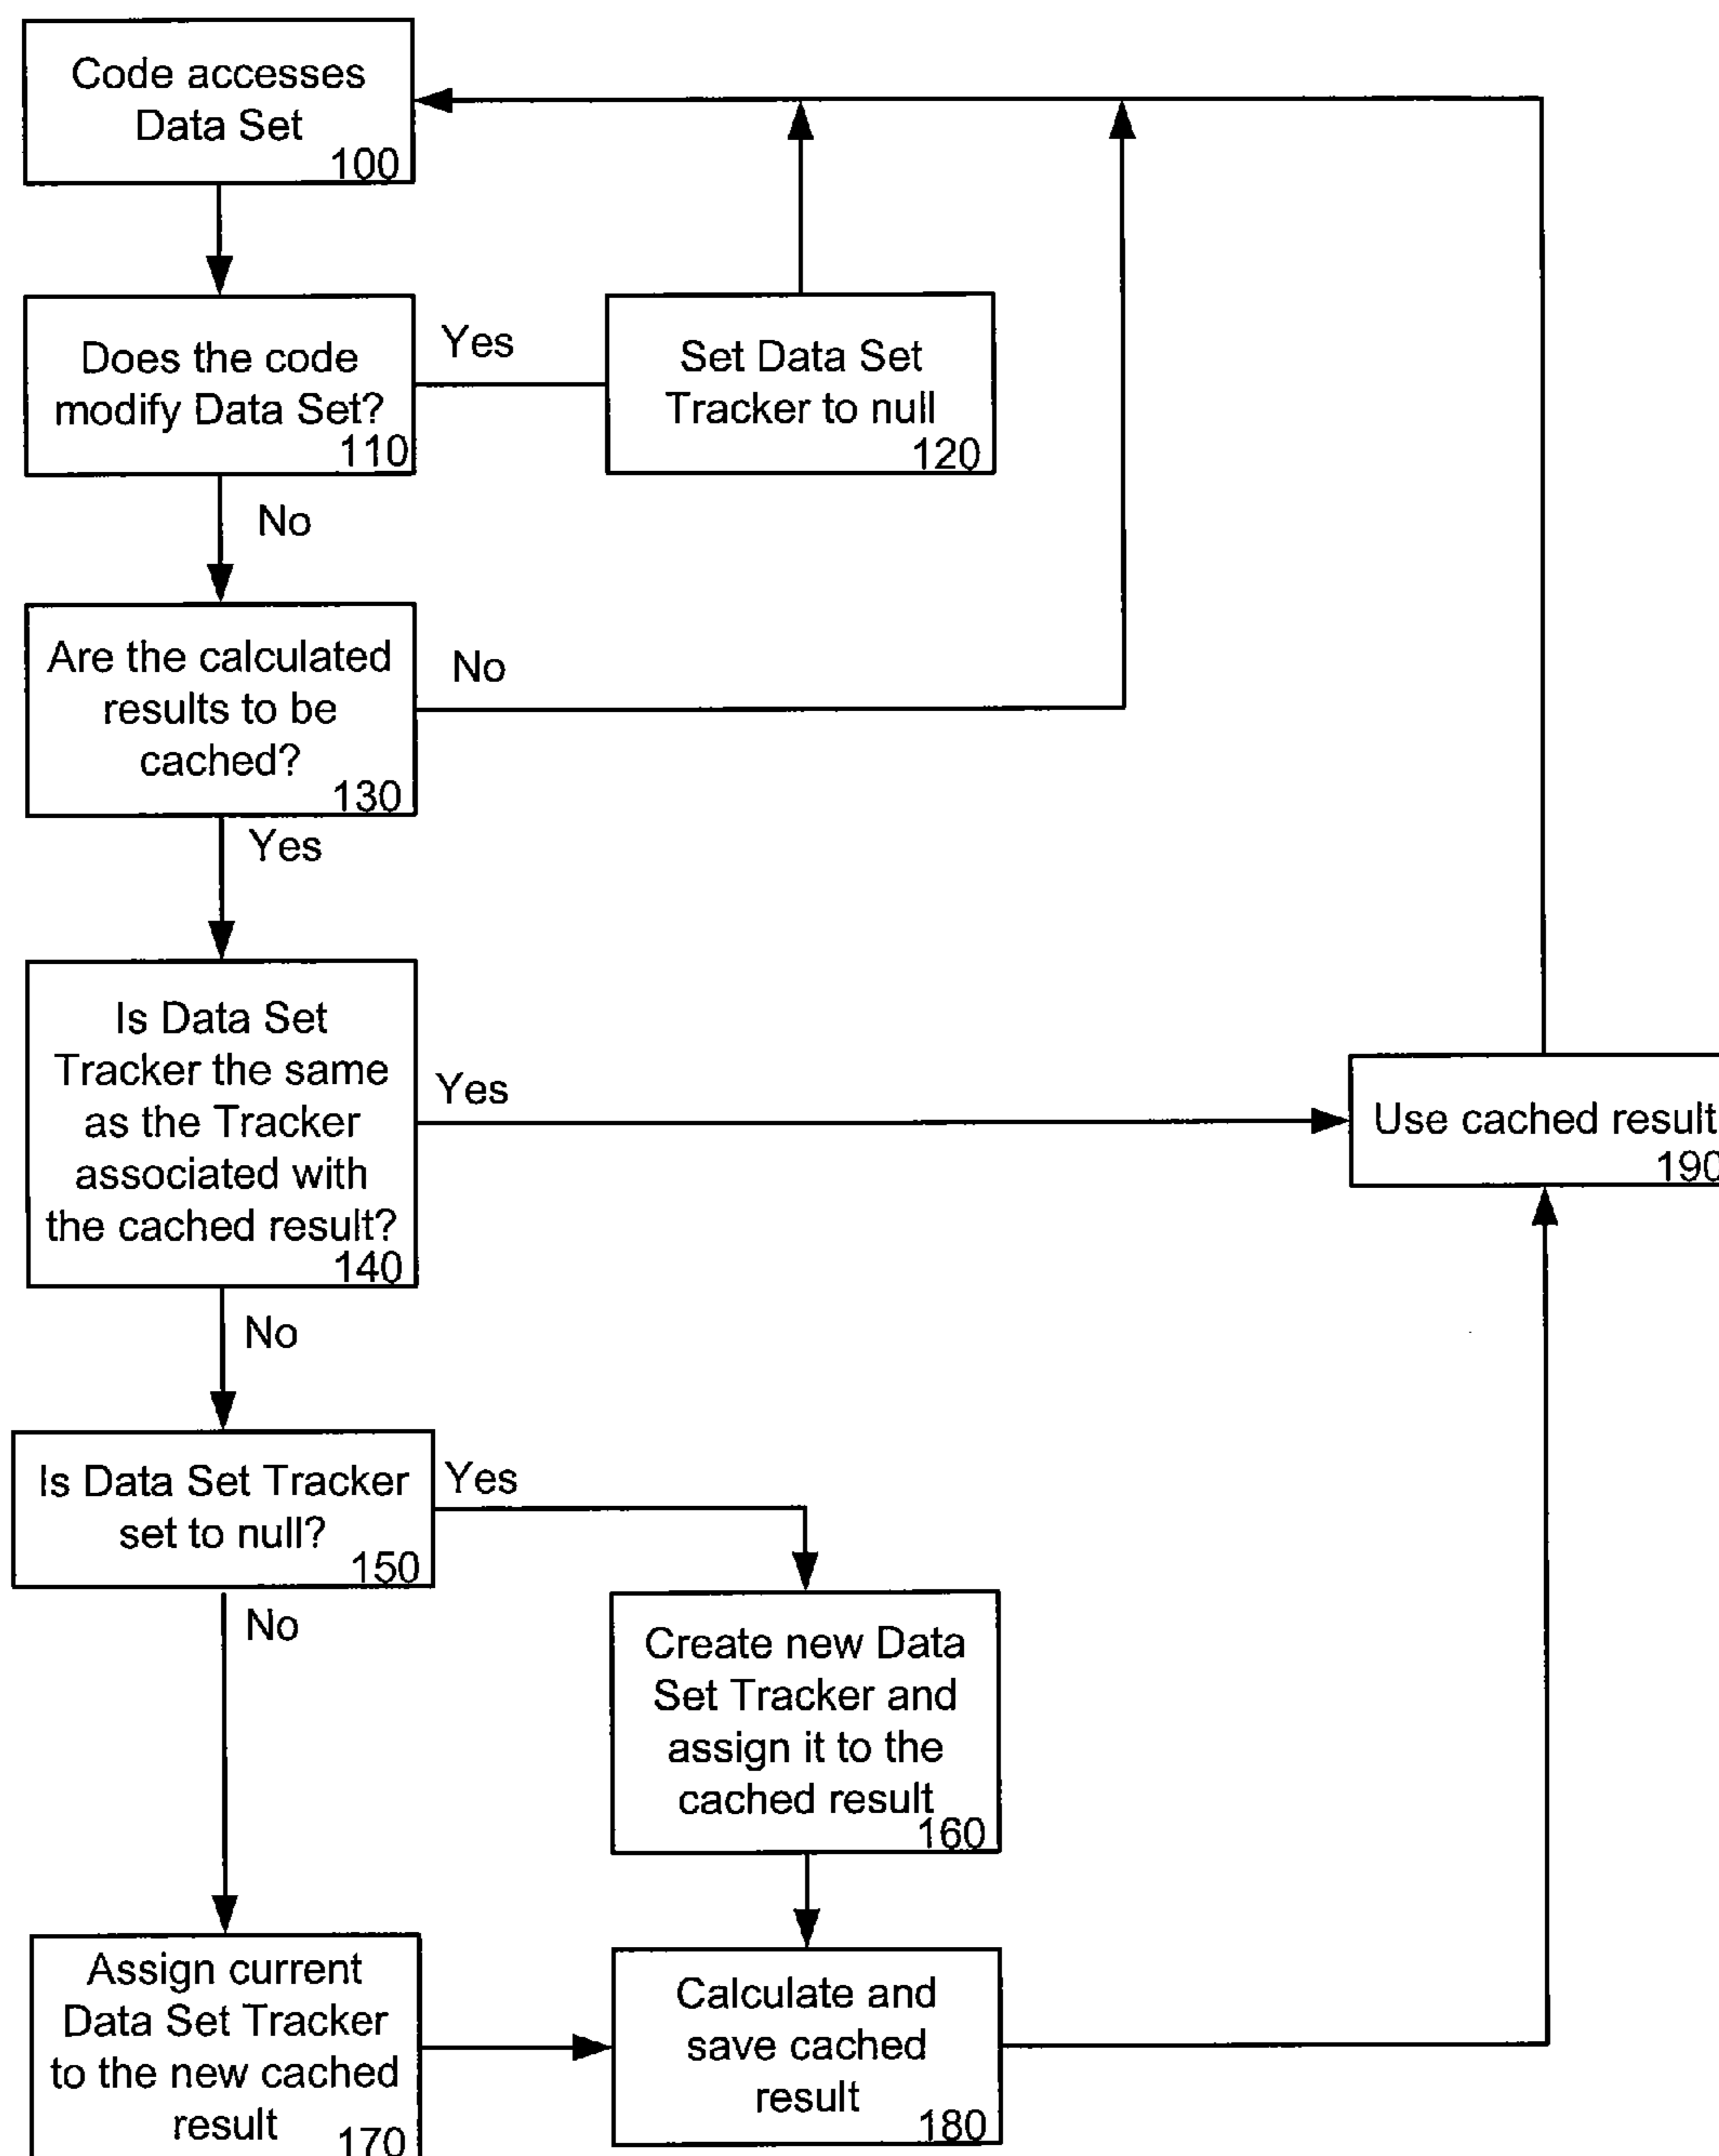 Code accesses
Data Set
100
Does the code
modify Data Set?
110
Yes
Set Data Set
Tracker to null
120
No
Are the calculated
results to be
cached?
130
No
Yes
Is Data Set
Tracker the same
as the Tracker
associated with
the cached result?
140
Yes
Use cached result
190
No
Is Data Set Tracker
set to null?
150
Yes
No
Create new Data
Set Tracker and
assign it to the
cached result
160
Assign current
Data Set Tracker
to the new cached
result
170
Calculate and
save cached
result
180